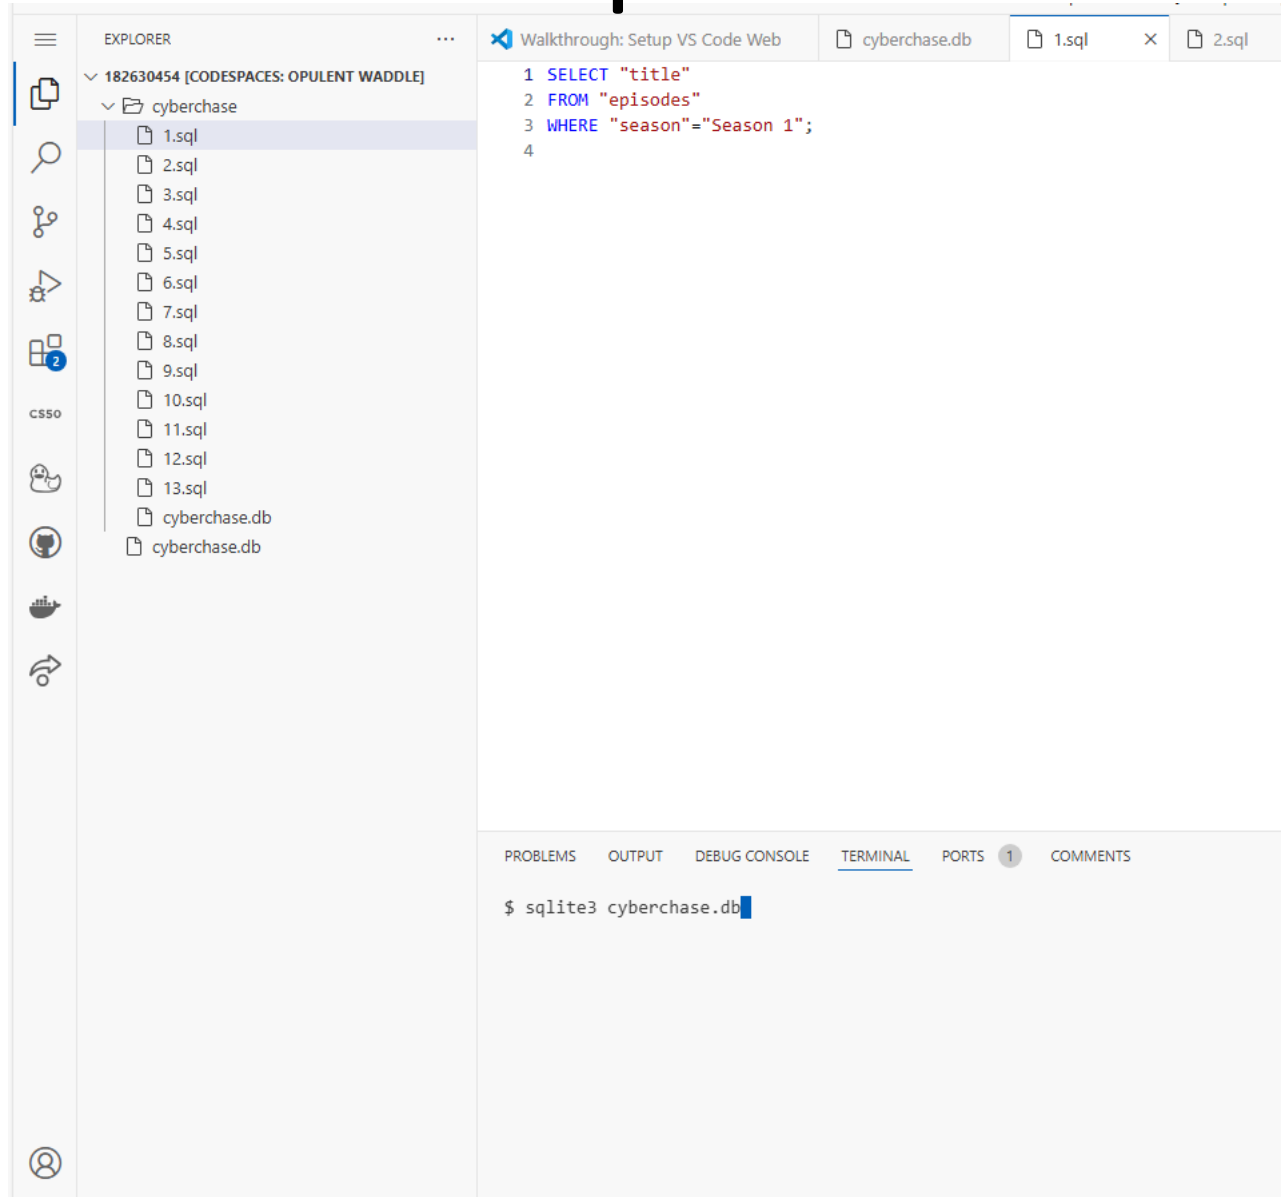 EXPLORER ...
182630454 [CODESPACES: OPULENT WADDLE]
cyberchase
1.sql
2.sql
3.sql
4.sql
5.sql
6.sql
7.sql
8.sql
9.sql
10.sql
11.sql
12.sql
13.sql
cyberchase.db
cyberchase.db
2
CS50
Walkthrough: Setup VS Code Web cyberchase.db 1.sql × 2.sql
1 SELECT "title"
2 FROM "episodes"
3 WHERE "season"="Season 1";
4
PROBLEMS OUTPUT DEBUG CONSOLE TERMINAL PORTS 1 COMMENTS
$ sqlite3 cyberchase.db